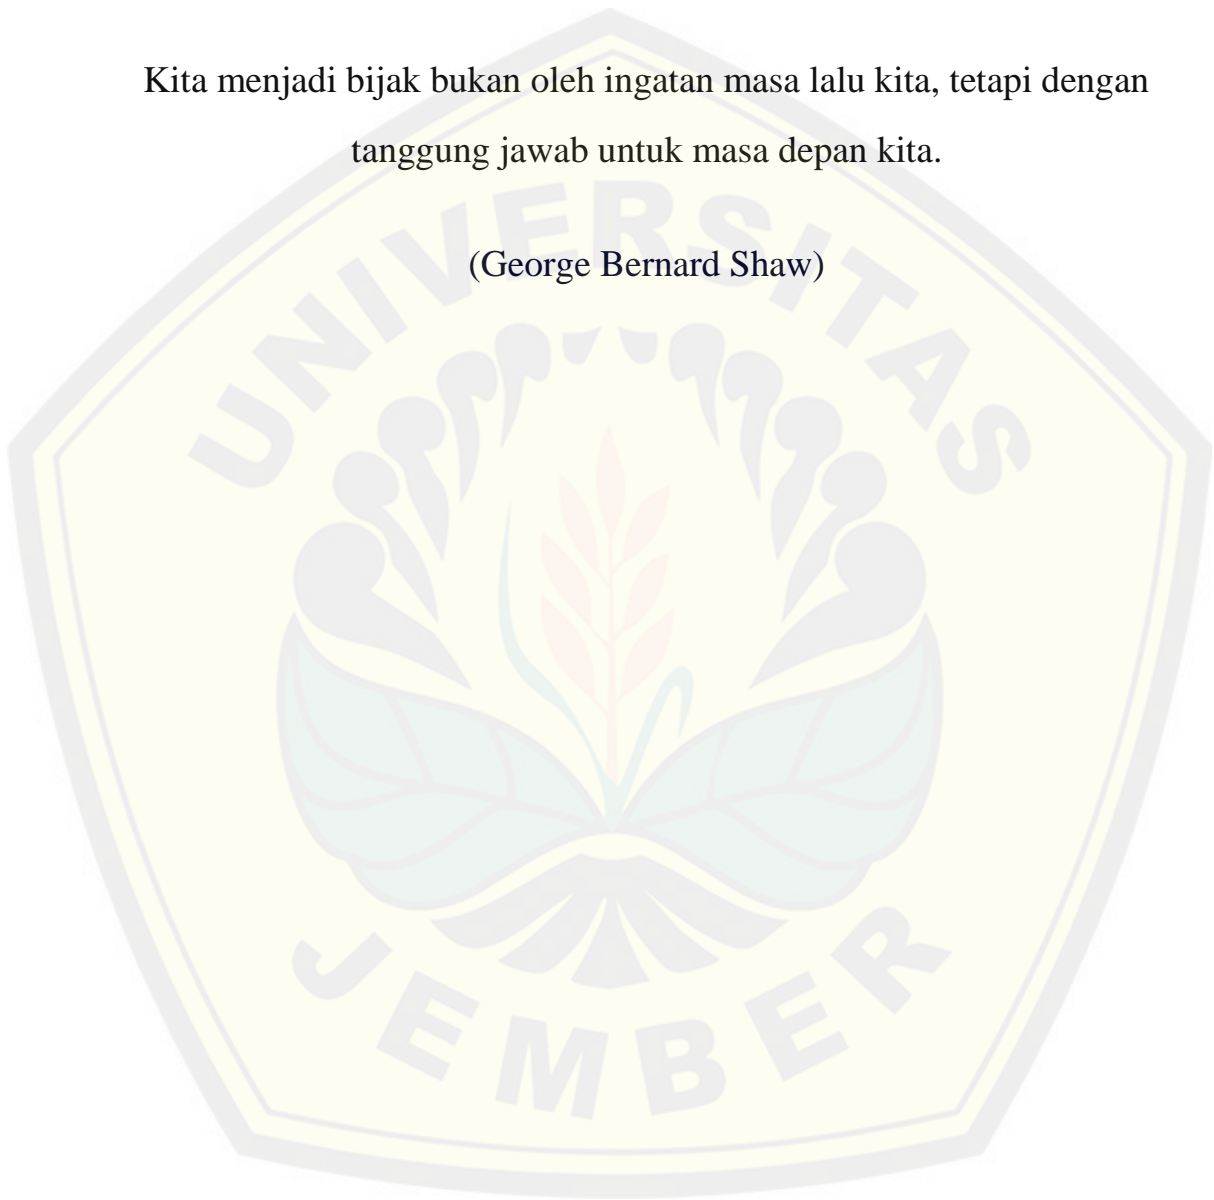 Kita menjadi bijak bukan oleh ingatan masa lalu kita, tetapi dengan
tanggung jawab untuk masa depan kita.
(George Bernard Shaw)
UNIVERSITAS
JEMBER